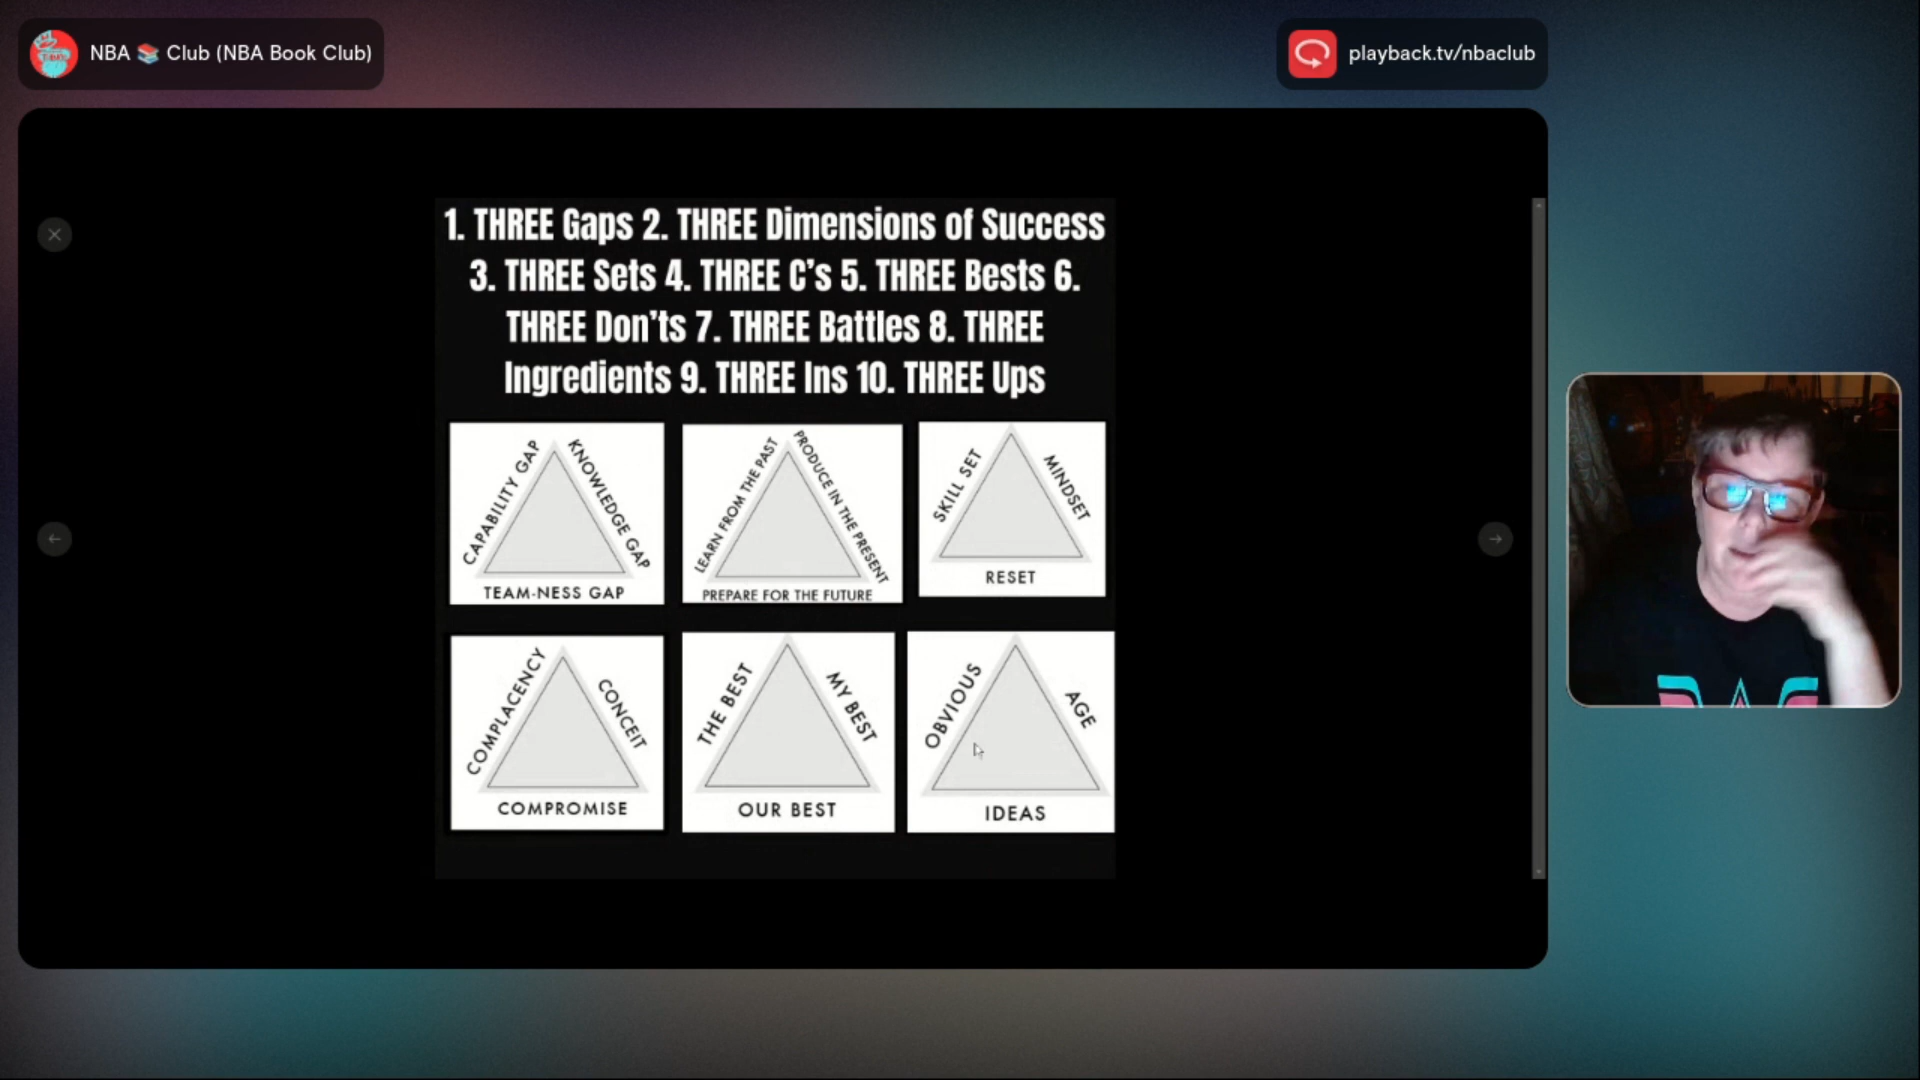 NBA 📚 Club (NBA Book Club)
playback.tv/nbaclub
1. THREE Gaps 2. THREE Dimensions of Success
3. THREE Sets 4. THREE C’s 5. THREE Bests 6.
THREE Don’ts 7. THREE Battles 8. THREE
Ingredients 9. THREE Ins 10. THREE Ups
CAPABILITY GAP
KNOWLEDGE GAP
TEAM-NESS GAP
LEARN FROM THE PAST
PRODUCE IN THE PRESENT
PREPARE FOR THE FUTURE
SKILL SET
MINDSET
RESET
COMPLACENCY
CONCEIT
COMPROMISE
THE BEST
MY BEST
OUR BEST
OBVIOUS
AGE
IDEAS